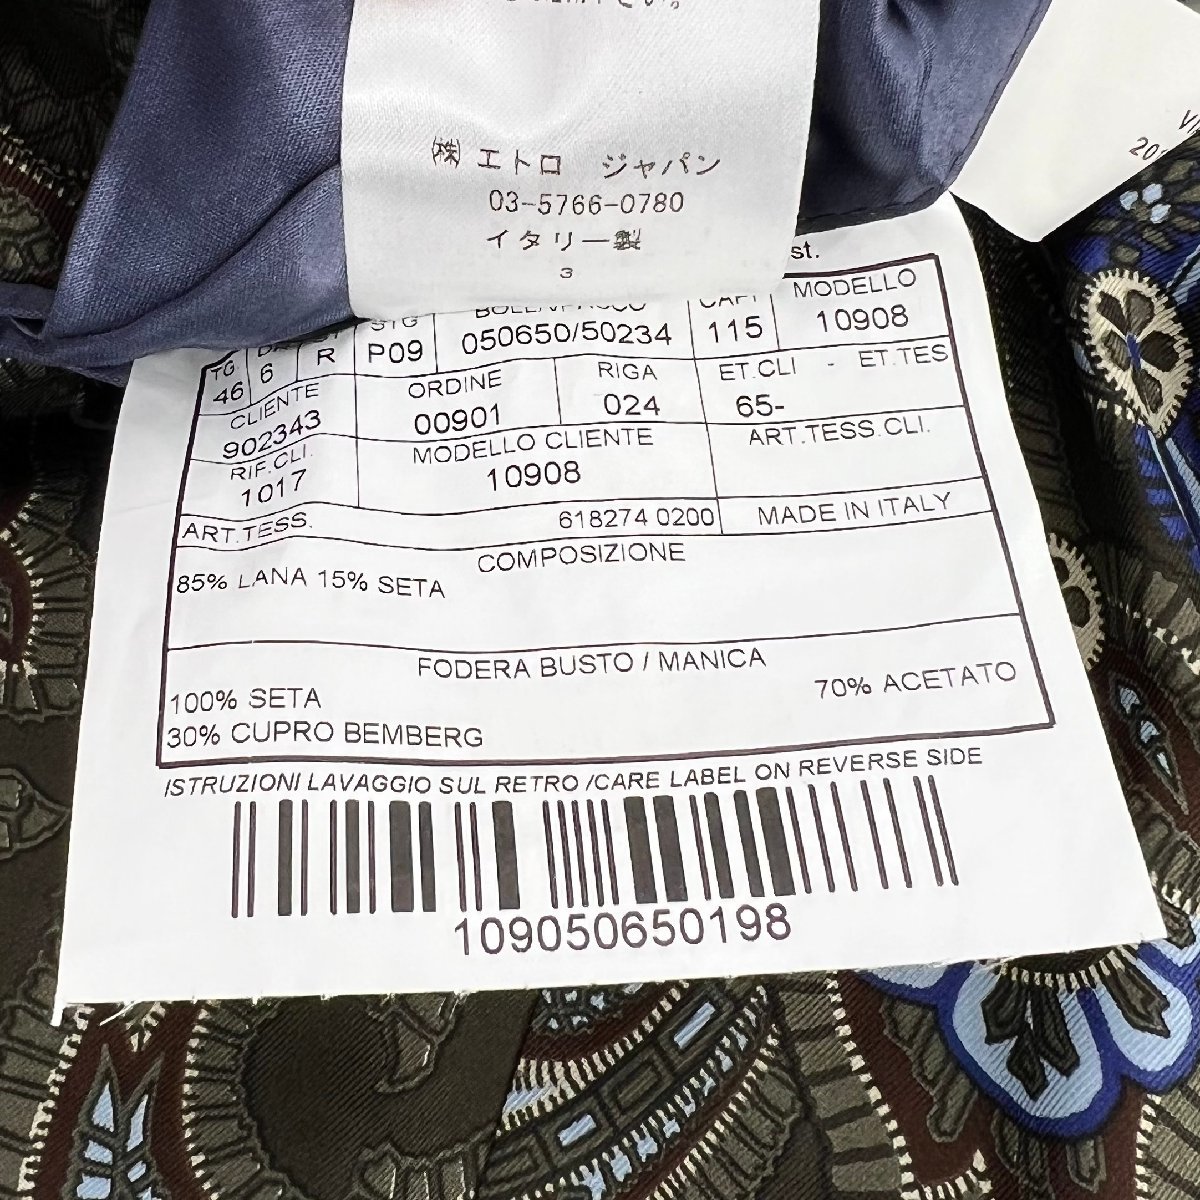 ㈱エトロ ジャパン
03-5766-0780
イタリー製
3
st.
TG STG CAPI MODELLO
46 6 R P09 050650/50234 115 10908
CLIENTE ORDINE RIGA ET.CLI - ET.TES
902343 00901 024 65-
RIF.CLI. MODELLO CLIENTE ART.TESS.CLI.
1017 10908
ART.TESS. 618274 0200 MADE IN ITALY
COMPOSIZIONE
85% LANA 15% SETA
FODERA BUSTO / MANICA
100% SETA 70% ACETATO
30% CUPRO BEMBERG
ISTRUZIONI LAVAGGIO SUL RETRO /CARE LABEL ON REVERSE SIDE
109050650198